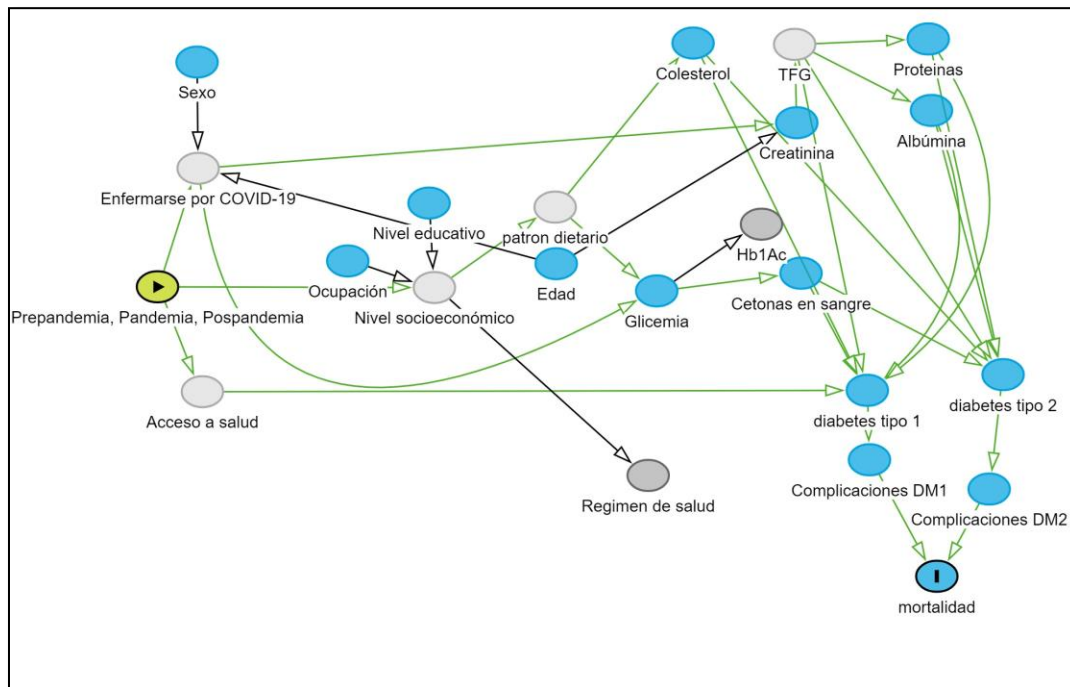 Colesterol
TFG
Proteinas
Sexo
Albúmina
Creatinina
Enfermarse por COVID-19
Nivel educativo
patron dietario
Hb1Ac
Ocupación
Edad
Cetonas en sangre
Prepandemia, Pandemia, Pospandemia
Nivel socioeconómico
Glicemia
Acceso a salud
diabetes tipo 1
diabetes tipo 2
Complicaciones DM1
Regimen de salud
Complicaciones DM2
mortalidad